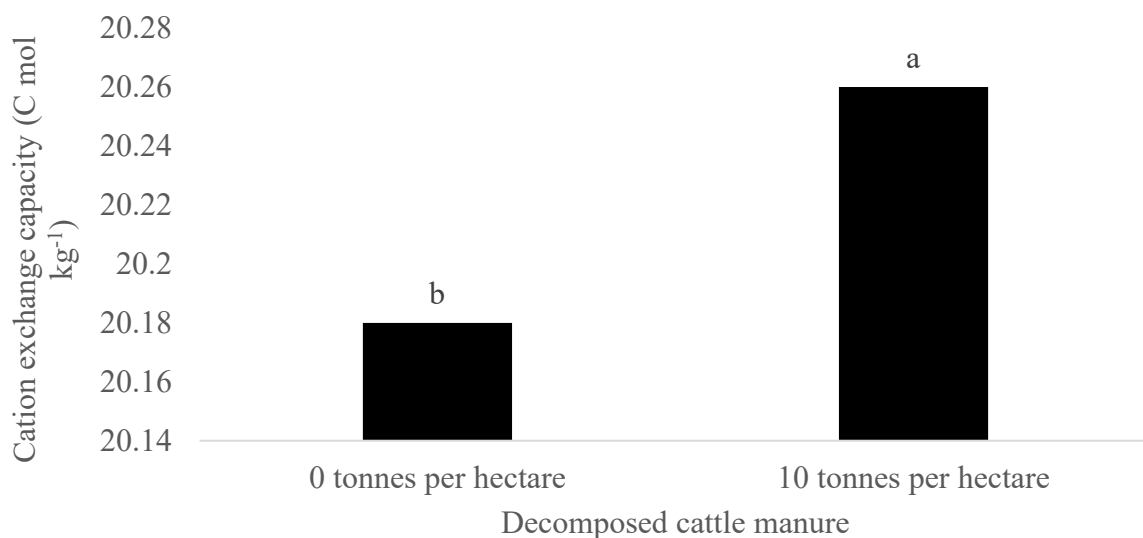 Cation exchange capacity (C mol
kg-1)
20.28
20.26
20.24
20.22
20.2
20.18
20.16
20.14
b
a
0 tonnes per hectare
10 tonnes per hectare
Decomposed cattle manure